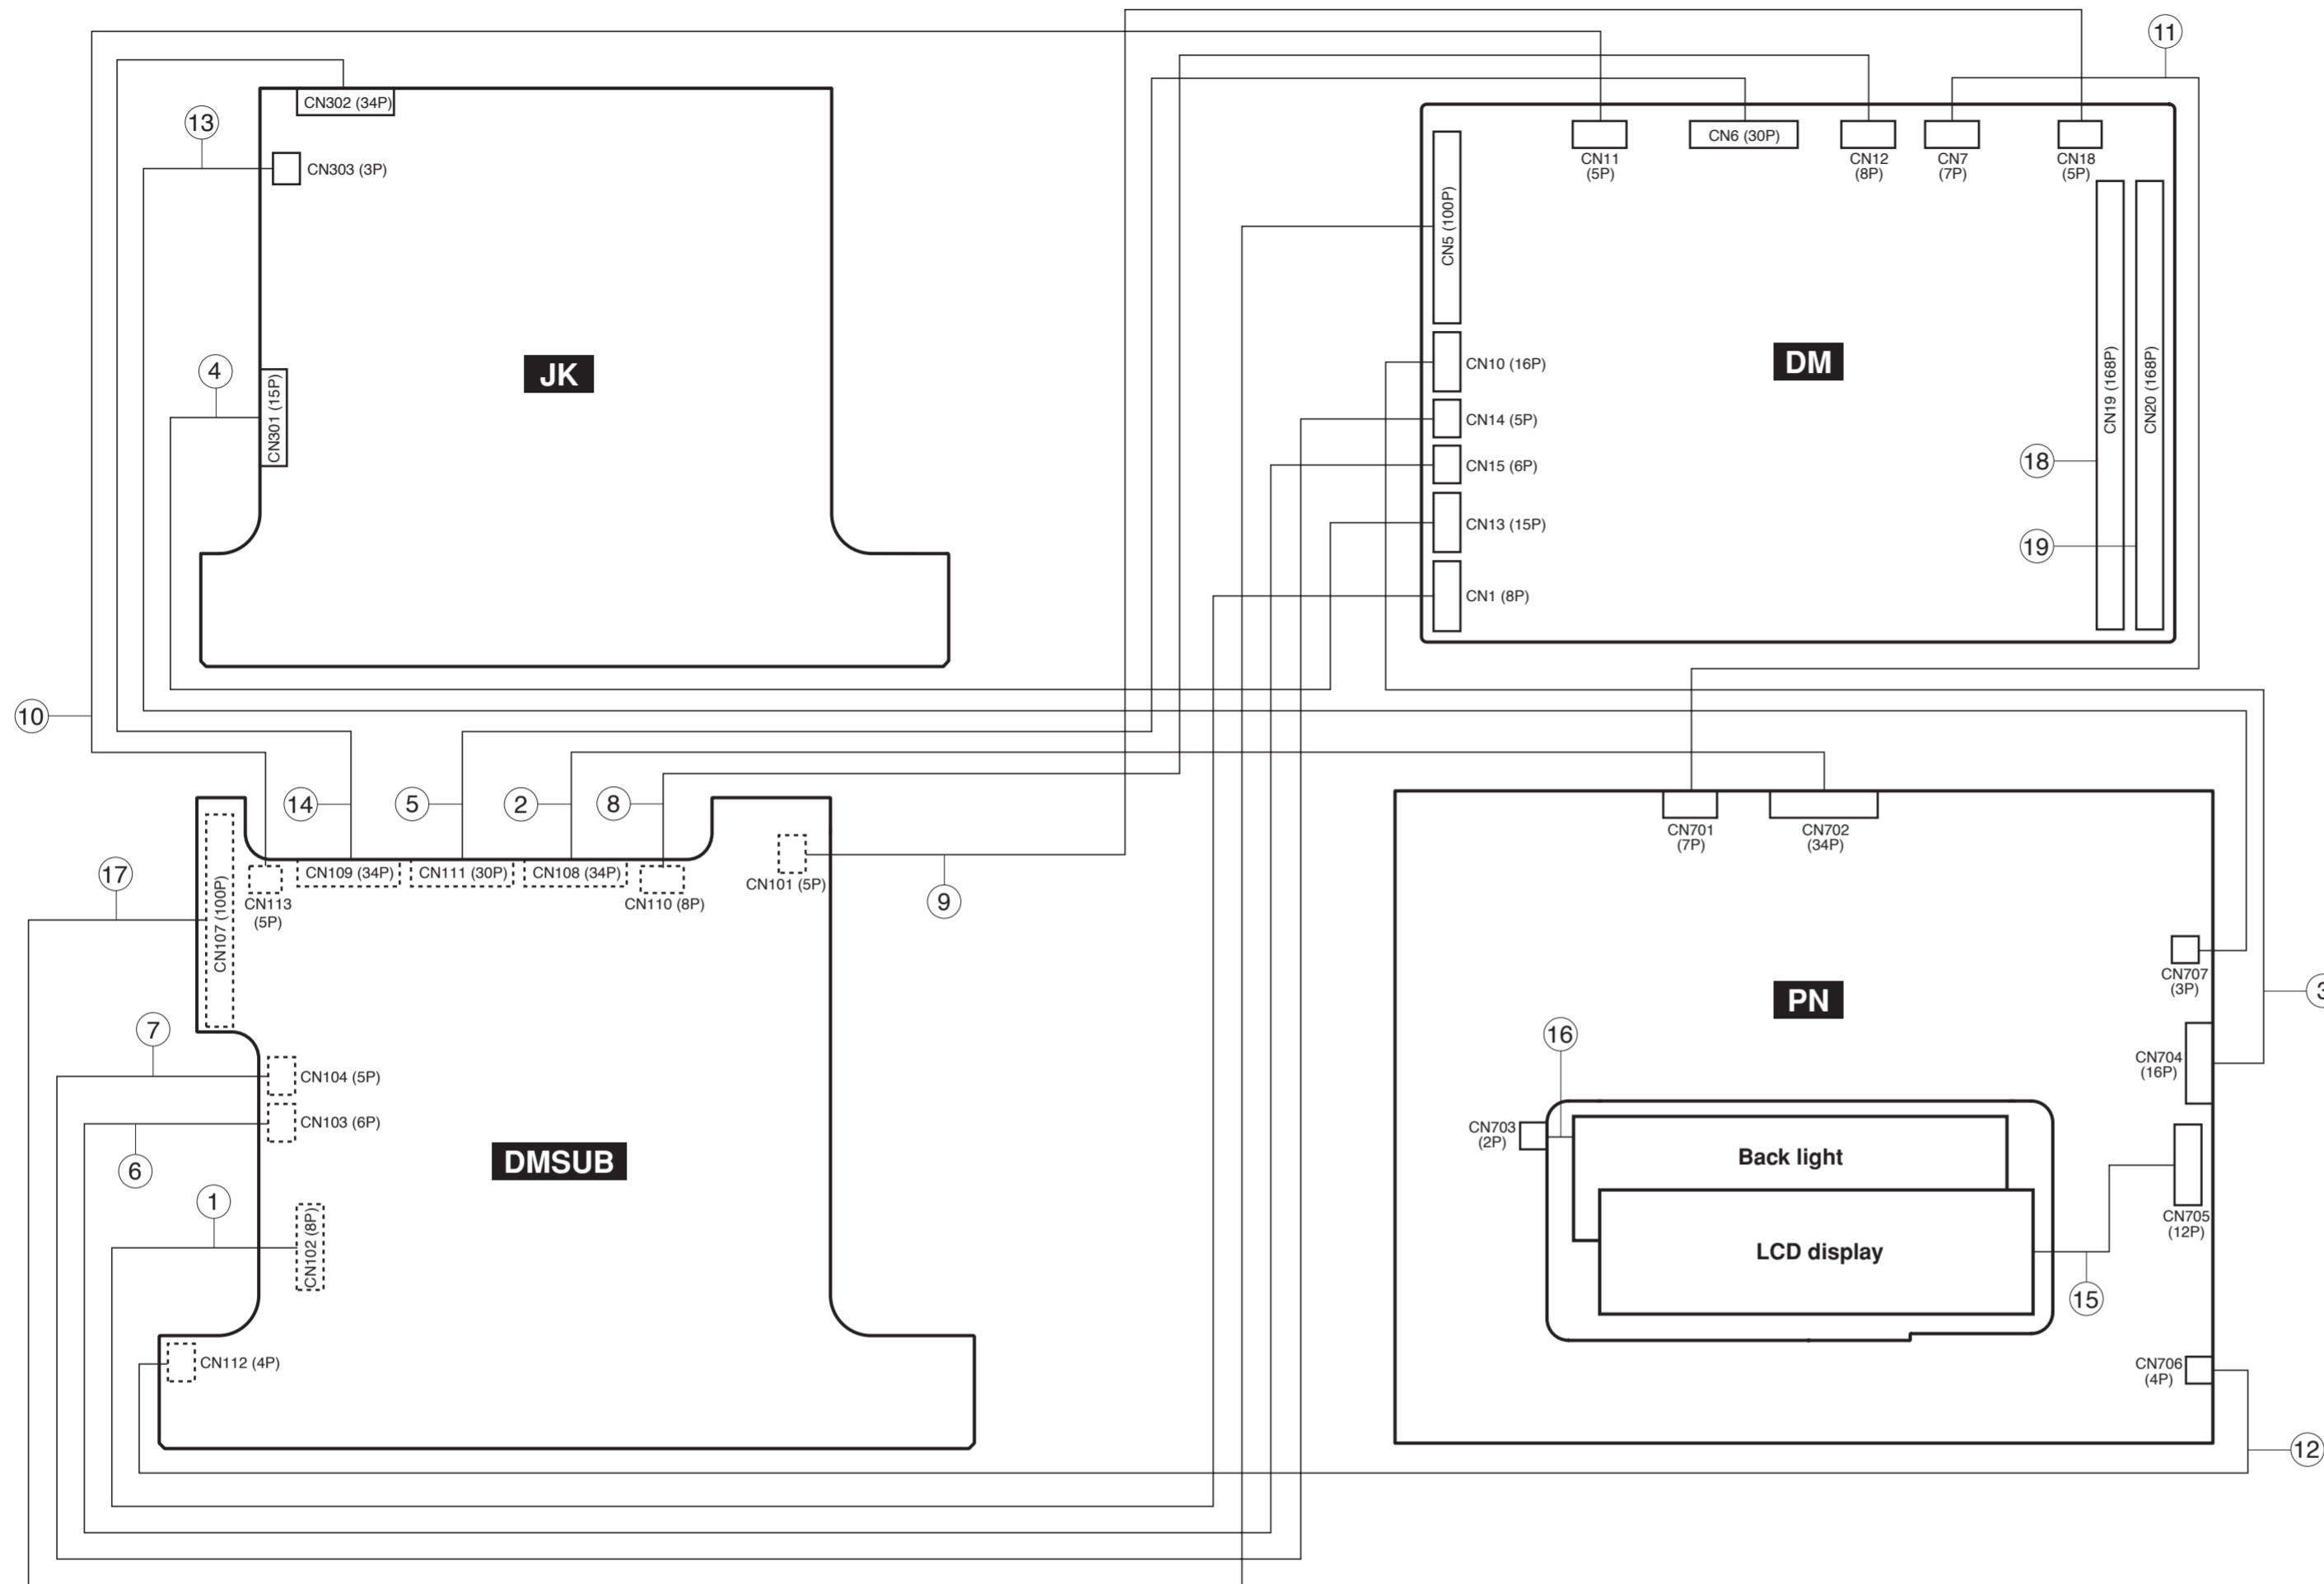 11
CN302 (34P)
13
CN303 (3P)
CN11
(5P)
CN6 (30P)
CN12
(8P)
CN7
(7P)
CN18
(5P)
CN5 (100P)
4
CN301 (15P)
JK
CN10 (16P)
DM
CN19 (168P)
CN20 (168P)
CN14 (5P)
CN15 (6P)
18
CN13 (15P)
19
CN1 (8P)
10
14
5
2
8
CN701
(7P)
CN702
(34P)
17
CN107 (100P)
CN113
(5P)
CN109 (34P)
CN111 (30P)
CN108 (34P)
CN110 (8P)
CN101 (5P)
9
CN707
(3P)
3
PN
7
CN104 (5P)
16
CN704
(16P)
CN103 (6P)
CN703
(2P)
6
DMSUB
Back light
1
CN102 (8P)
CN705
(12P)
LCD display
15
CN112 (4P)
CN706
(4P)
12